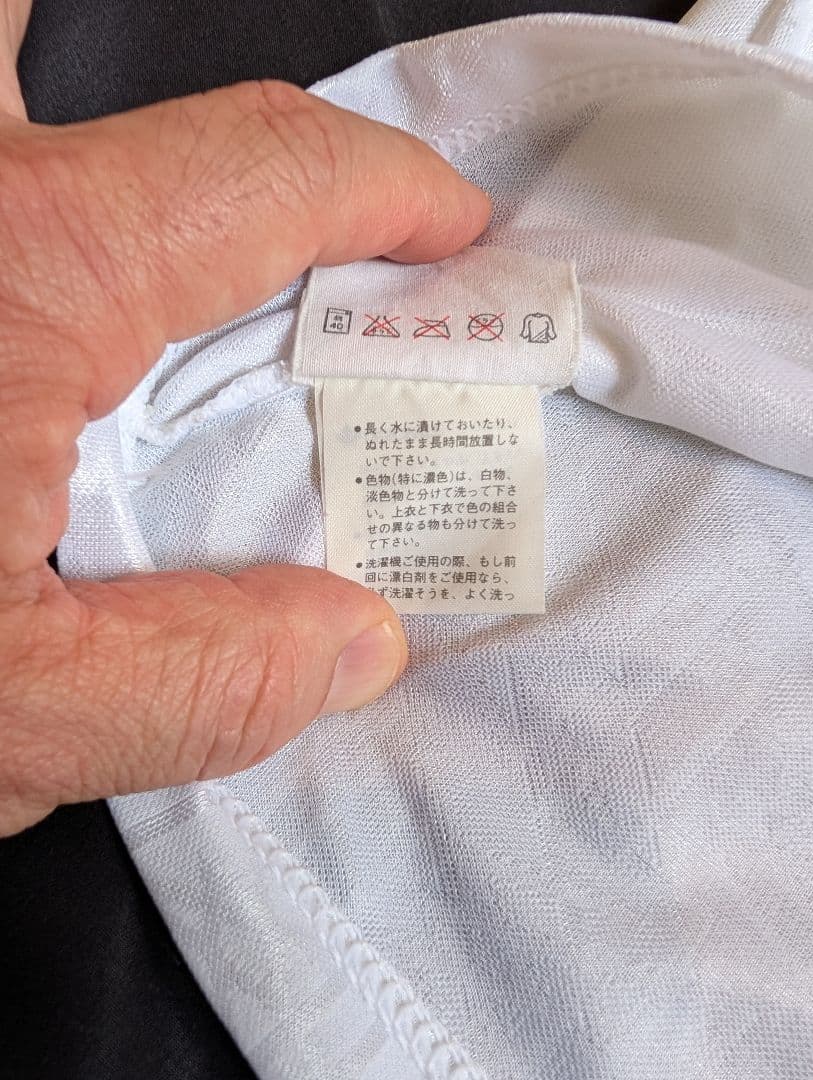 40
●長く水に漬けておいたり、
ぬれたまま長時間放置しな
いで下さい。
●色物(特に濃色)は、白物、
淡色物と分けて洗って下さ
い。上衣と下衣で色の組合
せの異なる物も分けて洗っ
て下さい。
●洗濯機ご使用の際、もし前
回に漂白剤をご使用なら、
ず洗濯そうを、よく洗っ